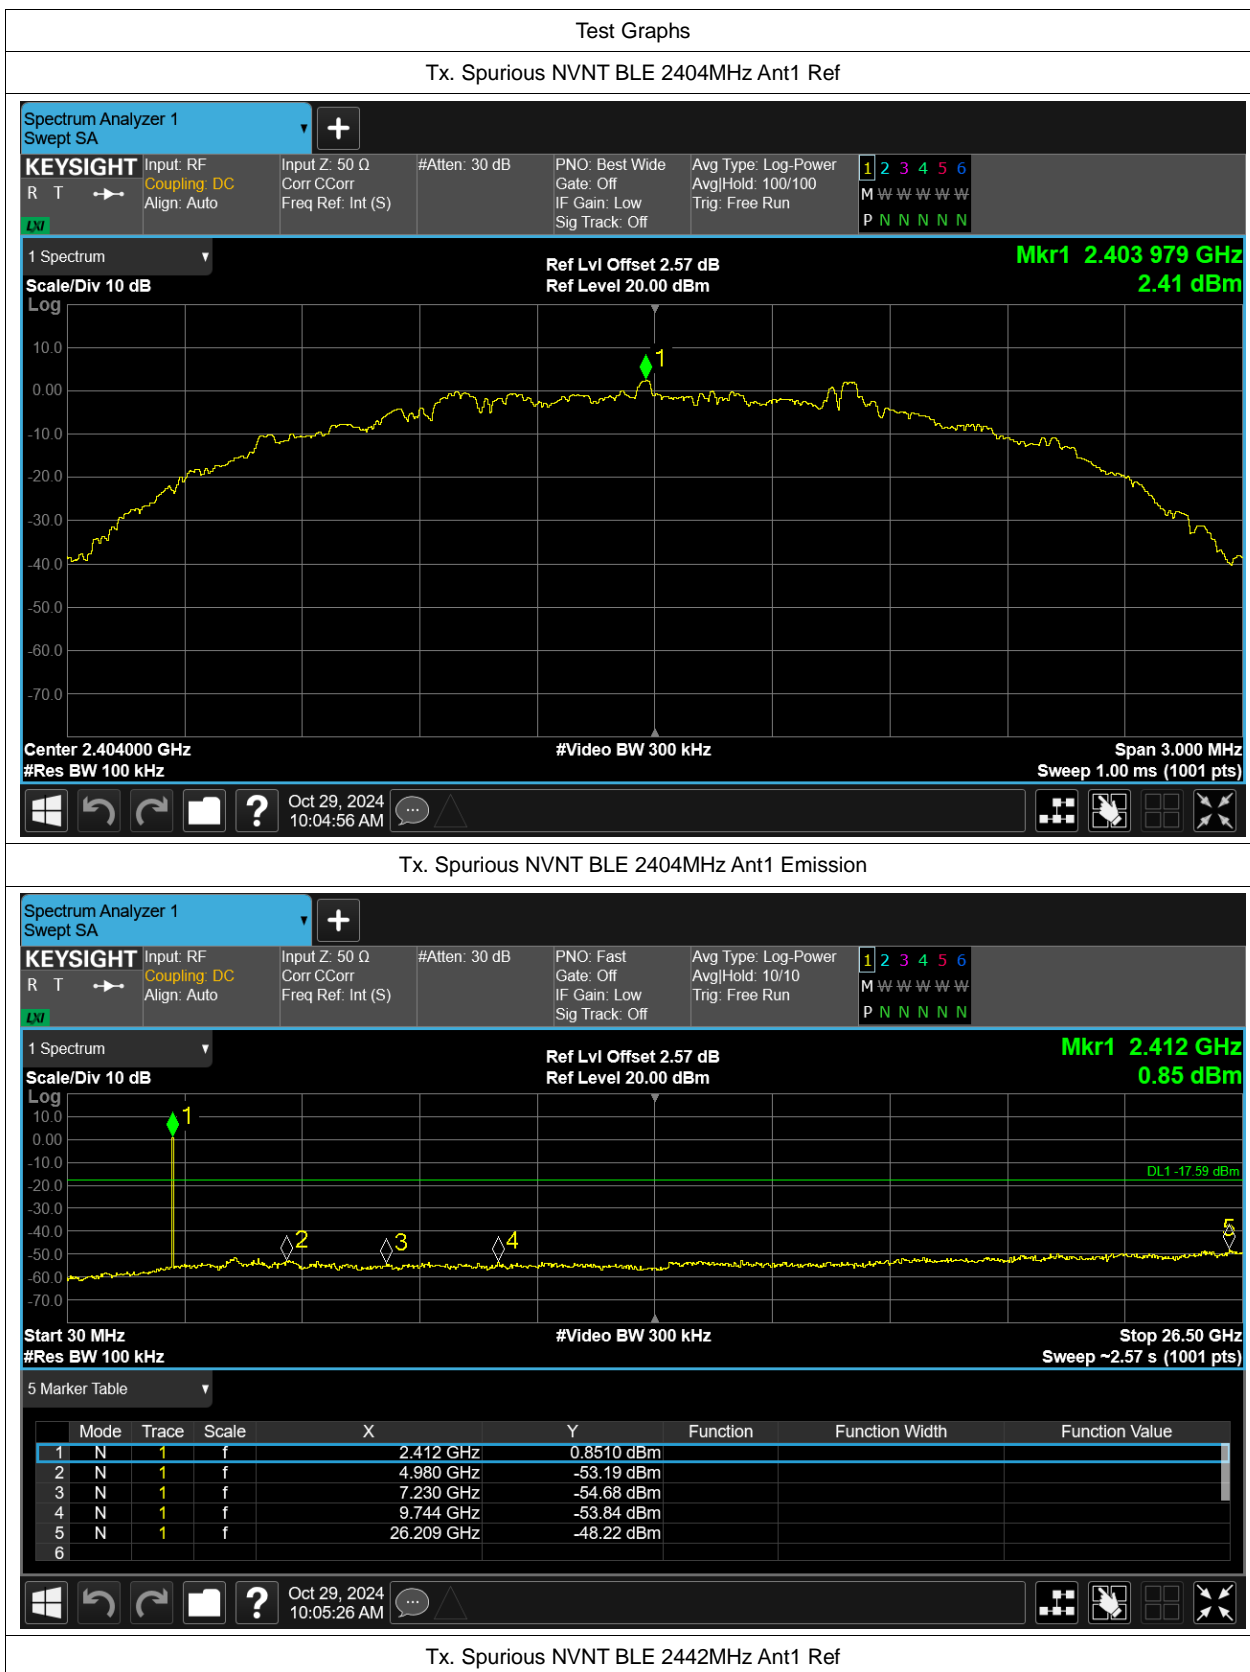 Test Graphs
Tx. Spurious NVNT BLE 2404MHz Ant1 Ref
Spectrum Analyzer 1
Swept SA
KEYSIGHT Input: RF Input Z: 50 Ω #Atten: 30 dB PNO: Best Wide Avg Type: Log-Power 1 2 3 4 5 6
R T Coupling: DC Corr CCorr Gate: Off Avg|Hold: 100/100 M W W W W W
Align: Auto Freq Ref: Int (S) IF Gain: Low Trig: Free Run
LXI Sig Track: Off P N N N N N
1 Spectrum Ref Lvl Offset 2.57 dB Mkr1 2.403 979 GHz
Scale/Div 10 dB Ref Level 20.00 dBm 2.41 dBm
Log
1
10.0
0.00
-10.0
-20.0
-30.0
-40.0
-50.0
-60.0
-70.0
Center 2.404000 GHz #Video BW 300 kHz Span 3.000 MHz
#Res BW 100 kHz Sweep 1.00 ms (1001 pts)
? Oct 29, 2024
10:04:56 AM
Tx. Spurious NVNT BLE 2404MHz Ant1 Emission
Spectrum Analyzer 1
Swept SA
KEYSIGHT Input: RF Input Z: 50 Ω #Atten: 30 dB PNO: Fast Avg Type: Log-Power 1 2 3 4 5 6
R T Coupling: DC Corr CCorr Gate: Off Avg|Hold: 10/10 M W W W W W
Align: Auto Freq Ref: Int (S) IF Gain: Low Trig: Free Run
LXI Sig Track: Off P N N N N N
1 Spectrum Ref Lvl Offset 2.57 dB Mkr1 2.412 GHz
Scale/Div 10 dB Ref Level 20.00 dBm 0.85 dBm
Log
10.0 1
0.00
-10.0 DL1 -17.59 dBm
-20.0
-30.0
-40.0 2 3 4 5
-50.0
-60.0
-70.0
Start 30 MHz #Video BW 300 kHz Stop 26.50 GHz
#Res BW 100 kHz Sweep ~2.57 s (1001 pts)
5 Marker Table
Mode Trace Scale X Y Function Function Width Function Value
1 N 1 f 2.412 GHz 0.8510 dBm
2 N 1 f 4.980 GHz -53.19 dBm
3 N 1 f 7.230 GHz -54.68 dBm
4 N 1 f 9.744 GHz -53.84 dBm
5 N 1 f 26.209 GHz -48.22 dBm
6
? Oct 29, 2024
10:05:26 AM
Tx. Spurious NVNT BLE 2442MHz Ant1 Ref